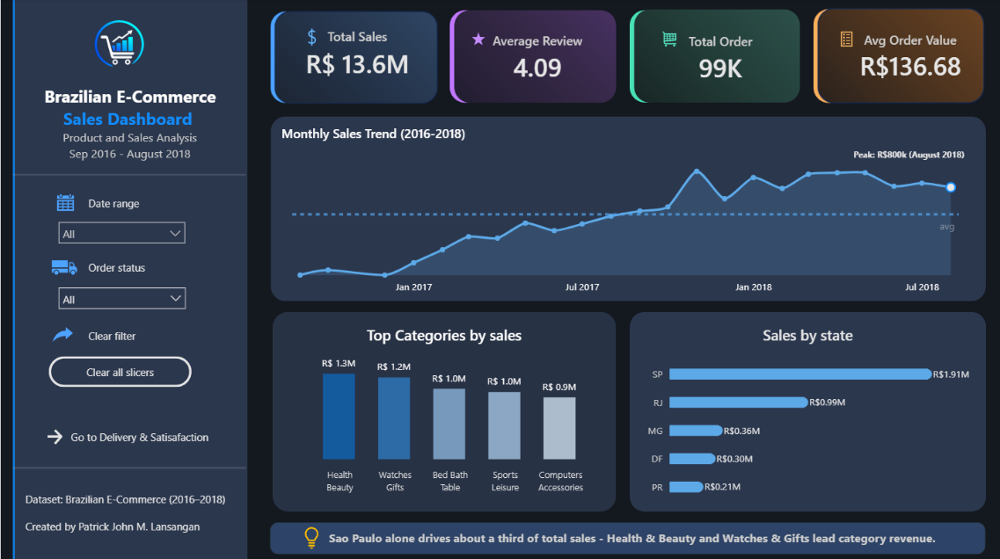 Brazilian E-Commerce
Sales Dashboard
Product and Sales Analysis
Sep 2016 - August 2018
Date range
All
Order status
All
Clear filter
Clear all slicers
Go to Delivery & Satisafaction
Dataset: Brazilian E-Commerce (2016–2018)
Created by Patrick John M. Lansangan
$ Total Sales
R$ 13.6M
Average Review
4.09
Total Order
99K
Avg Order Value
R$136.68
Monthly Sales Trend (2016-2018)
Peak: R$800k (August 2018)
avg
Jan 2017
Jul 2017
Jan 2018
Jul 2018
Top Categories by sales
R$ 1.3M
R$ 1.2M
R$ 1.0M
R$ 1.0M
R$ 0.9M
Health
Beauty
Watches
Gifts
Bed Bath
Table
Sports
Leisure
Computers
Accessories
Sales by state
SP R$1.91M
RJ R$0.99M
MG R$0.36M
DF R$0.30M
PR R$0.21M
Sao Paulo alone drives about a third of total sales - Health & Beauty and Watches & Gifts lead category revenue.